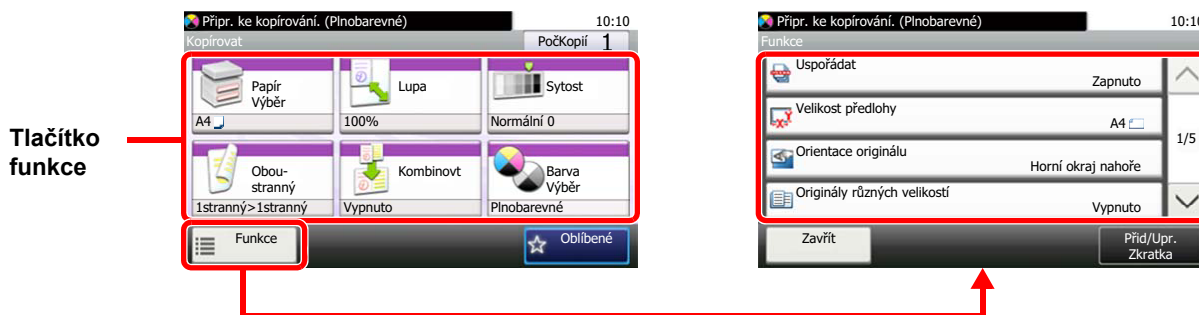 Tlačítko
funkce
Připr. ke kopírování. (Plnobarevné)
10:10
Kopírovat
PočKopií 1
Papír
Výběr
A4
Lupa
100%
Sytost
Normální 0
Obou-
stranný
1stranný>1stranný
Kombinovt
Vypnuto
Barva
Výběr
Plnobarevné
Funkce
Oblíbené
Připr. ke kopírování. (Plnobarevné)
Funkce
Uspořádat
Zapnuto
Velikost předlohy
A4
1/5
Orientace originálu
Horní okraj nahoře
Originály různých velikostí
Vypnuto
Zavřít
Přid/Upr.
Zkratka